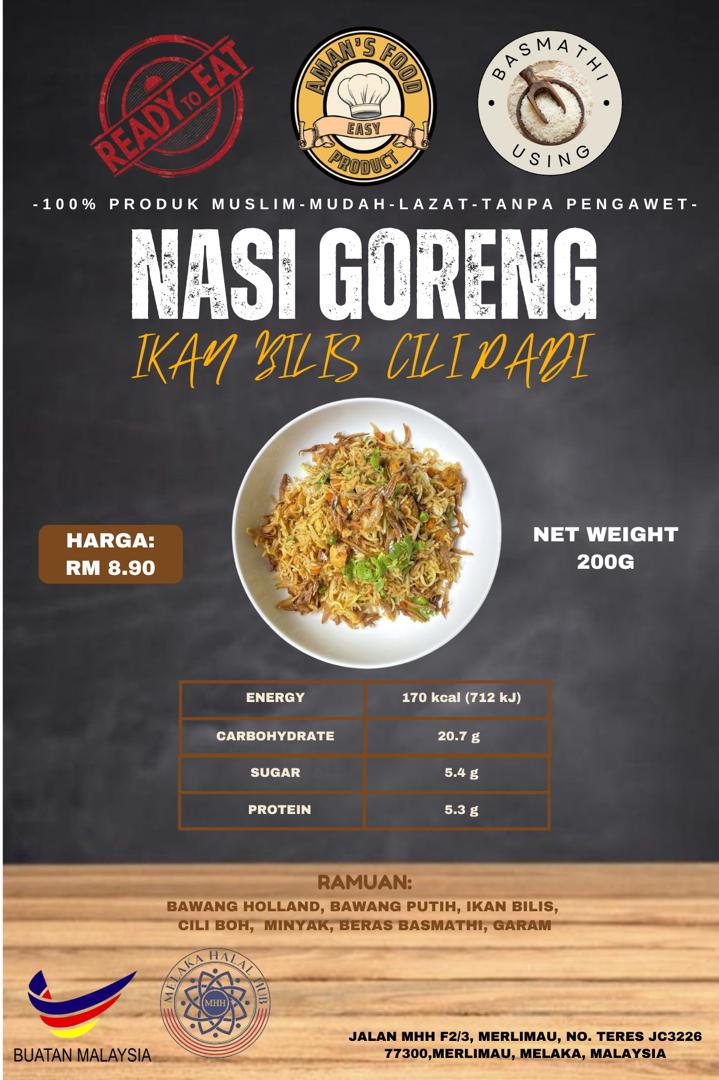 READY TO EAT
AMAN'S FOOD
EASY
PRODUCT
BASMATHI
USING
-100% PRODUK MUSLIM-MUDAH-LAZAT-TANPA PENGAWET-
NASI GORENG
IKAN BILIS CILI PADI
HARGA:
RM 8.90
NET WEIGHT
200G
ENERGY 170 kcal (712 kJ)
CARBOHYDRATE 20.7 g
SUGAR 5.4 g
PROTEIN 5.3 g
RAMUAN:
BAWANG HOLLAND, BAWANG PUTIH, IKAN BILIS,
CILI BOH, MINYAK, BERAS BASMATHI, GARAM
MELAKA HALAL HUB
MHH
BUATAN MALAYSIA
JALAN MHH F2/3, MERLIMAU, NO. TERES JC3226
77300,MERLIMAU, MELAKA, MALAYSIA